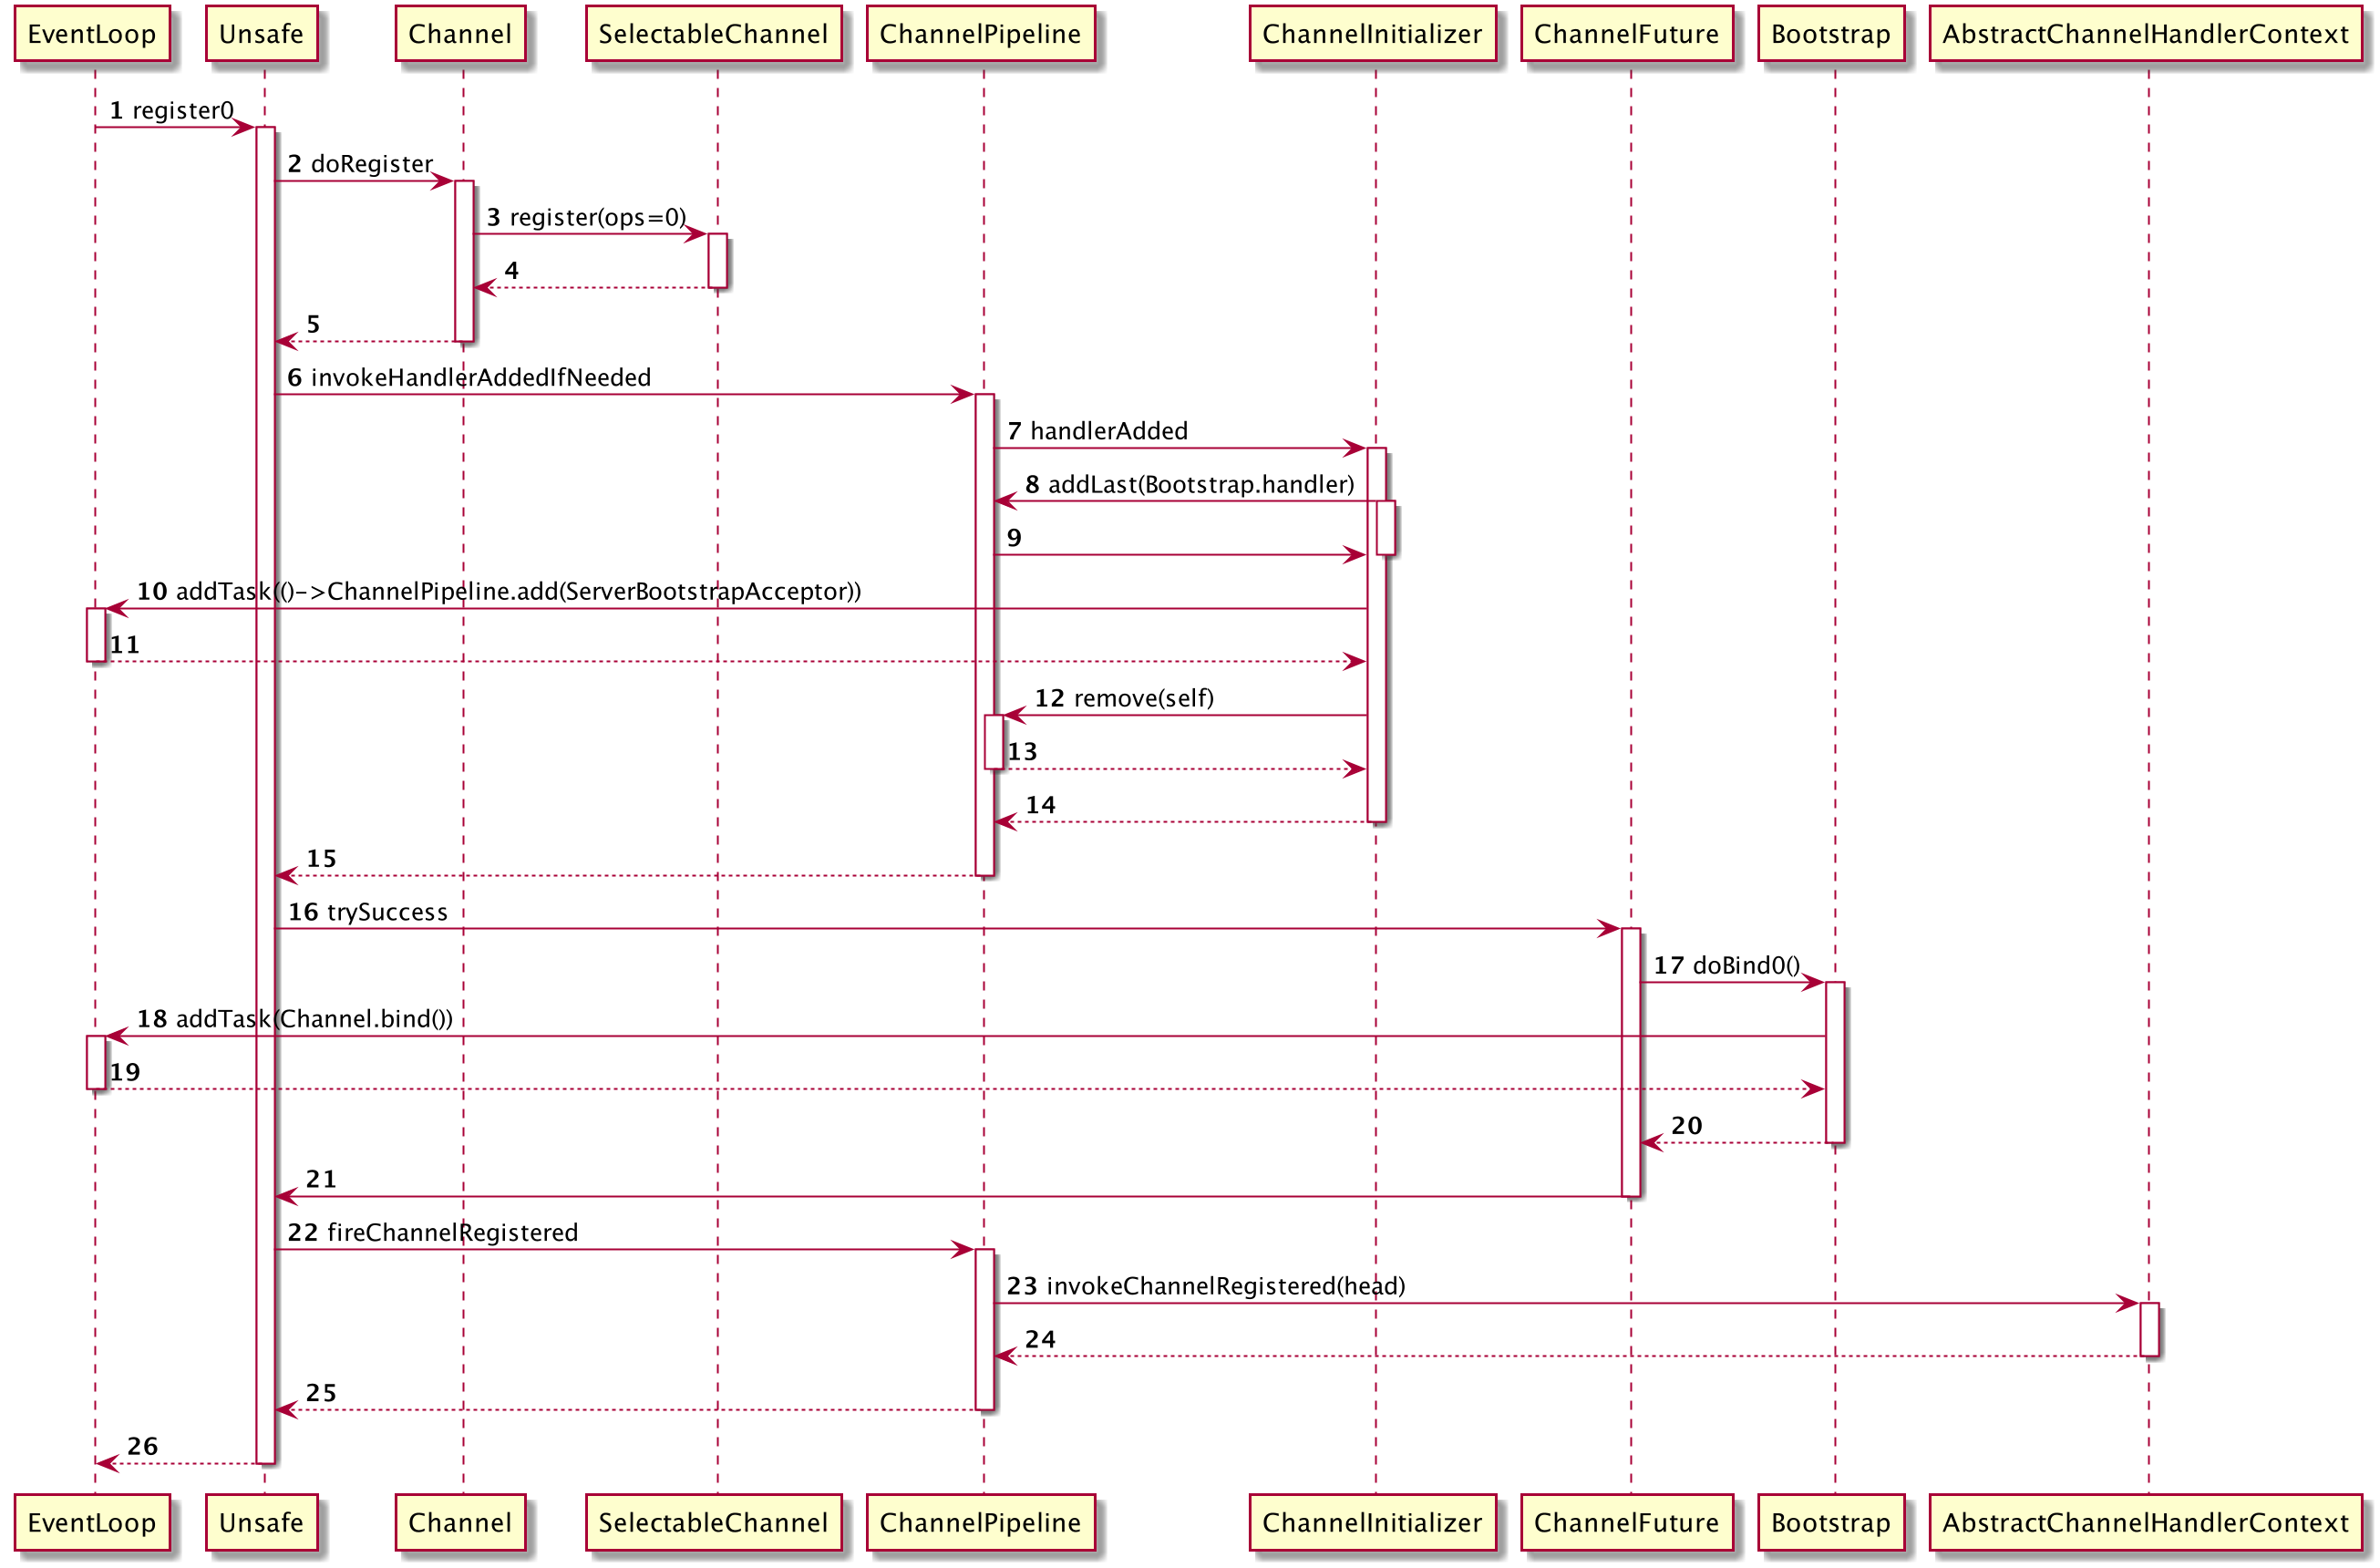 EventLoop
Unsafe
Channel
SelectableChannel
ChannelPipeline
ChannelInitializer
ChannelFuture
Bootstrap
AbstractChannelHandlerContext
1 register0
2 doRegister
3 register(ops=0)
4
5
6 invokeHandlerAddedIfNeeded
7 handlerAdded
8 addLast(Bootstrap.handler)
9
10 addTask(()->ChannelPipeline.add(ServerBootstrapAcceptor))
11
12 remove(self)
13
14
15
16 trySuccess
17 doBind0()
18 addTask(Channel.bind())
19
20
21
22 fireChannelRegistered
23 invokeChannelRegistered(head)
24
25
26
EventLoop
Unsafe
Channel
SelectableChannel
ChannelPipeline
ChannelInitializer
ChannelFuture
Bootstrap
AbstractChannelHandlerContext